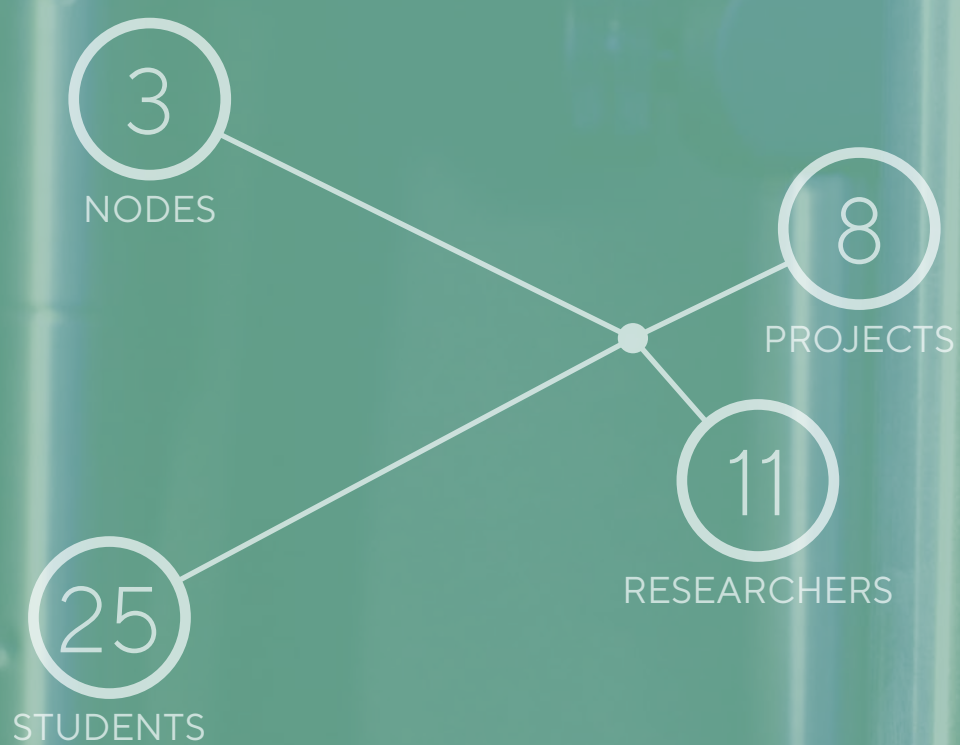 3
NODES
8
PROJECTS
11
RESEARCHERS
25
STUDENTS